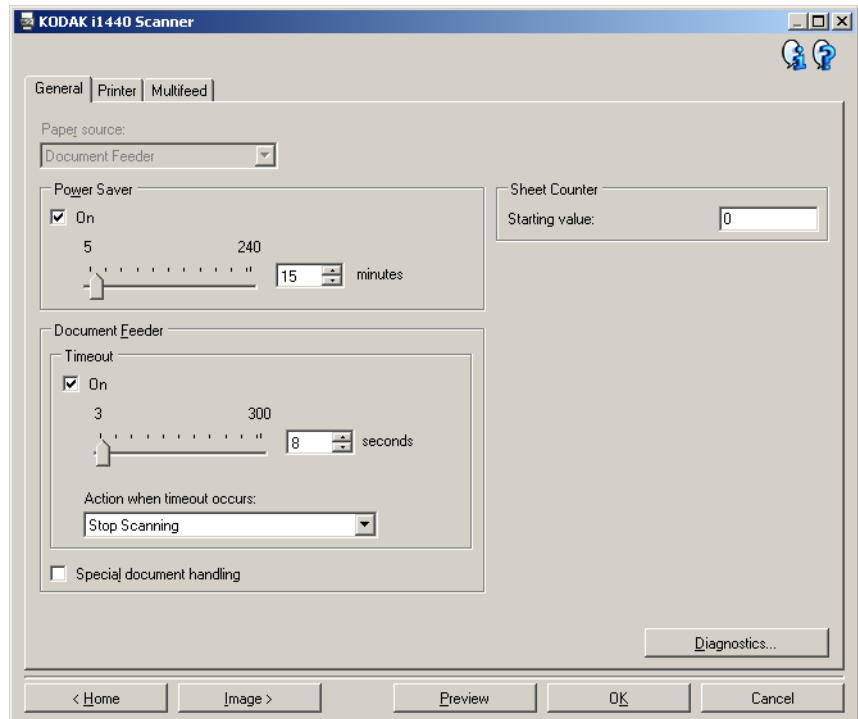 KODAK i1440 Scanner
General Printer Multifeed
Paper source:
Document Feeder
Power Saver
On
5 240
15 minutes
Sheet Counter
Starting value: 0
Document Feeder
Timeout
On
3 300
8 seconds
Action when timeout occurs:
Stop Scanning
Special document handling
Diagnostics...
< Home Image > Preview OK Cancel